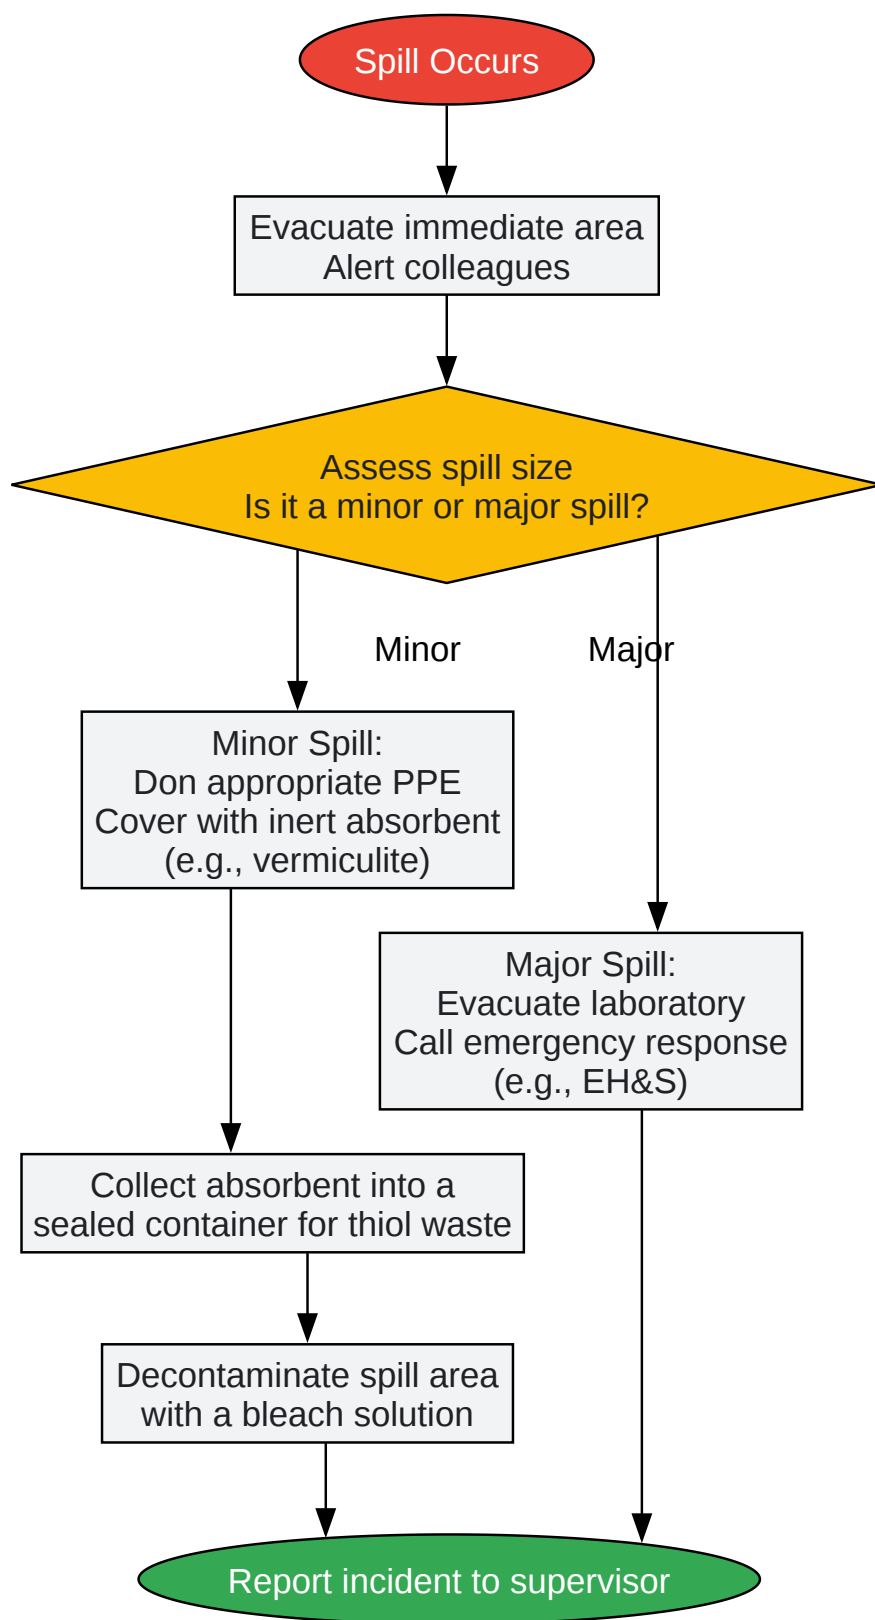 Spill Occurs
Evacuate immediate area
Alert colleagues
Assess spill size
Is it a minor or major spill?
Minor
Major
Minor Spill:
Don appropriate PPE
Cover with inert absorbent
(e.g., vermiculite)
Major Spill:
Evacuate laboratory
Call emergency response
(e.g., EH&S)
Collect absorbent into a
sealed container for thiol waste
Decontaminate spill area
with a bleach solution
Report incident to supervisor